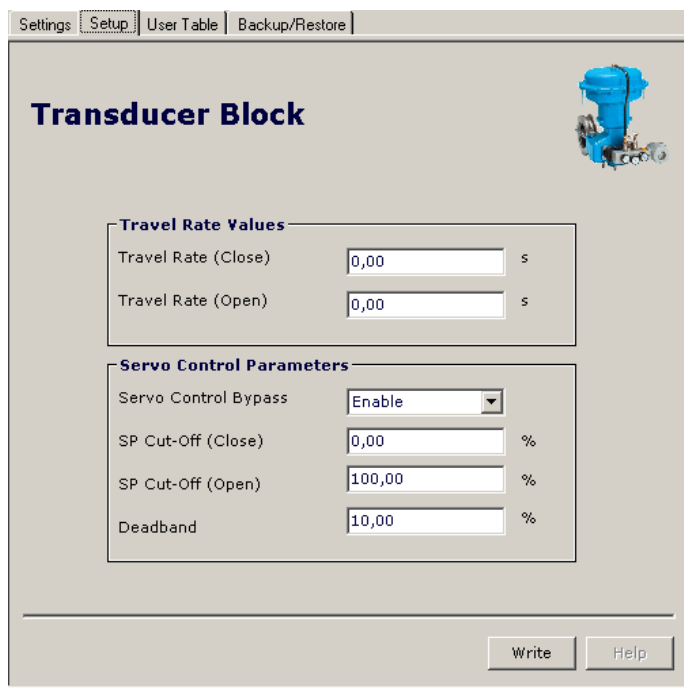 Settings Setup User Table Backup/Restore
Transducer Block
Travel Rate Values
Travel Rate (Close) 0,00 s
Travel Rate (Open) 0,00 s
Servo Control Parameters
Servo Control Bypass Enable
SP Cut-Off (Close) 0,00 %
SP Cut-Off (Open) 100,00 %
Deadband 10,00 %
Write Help